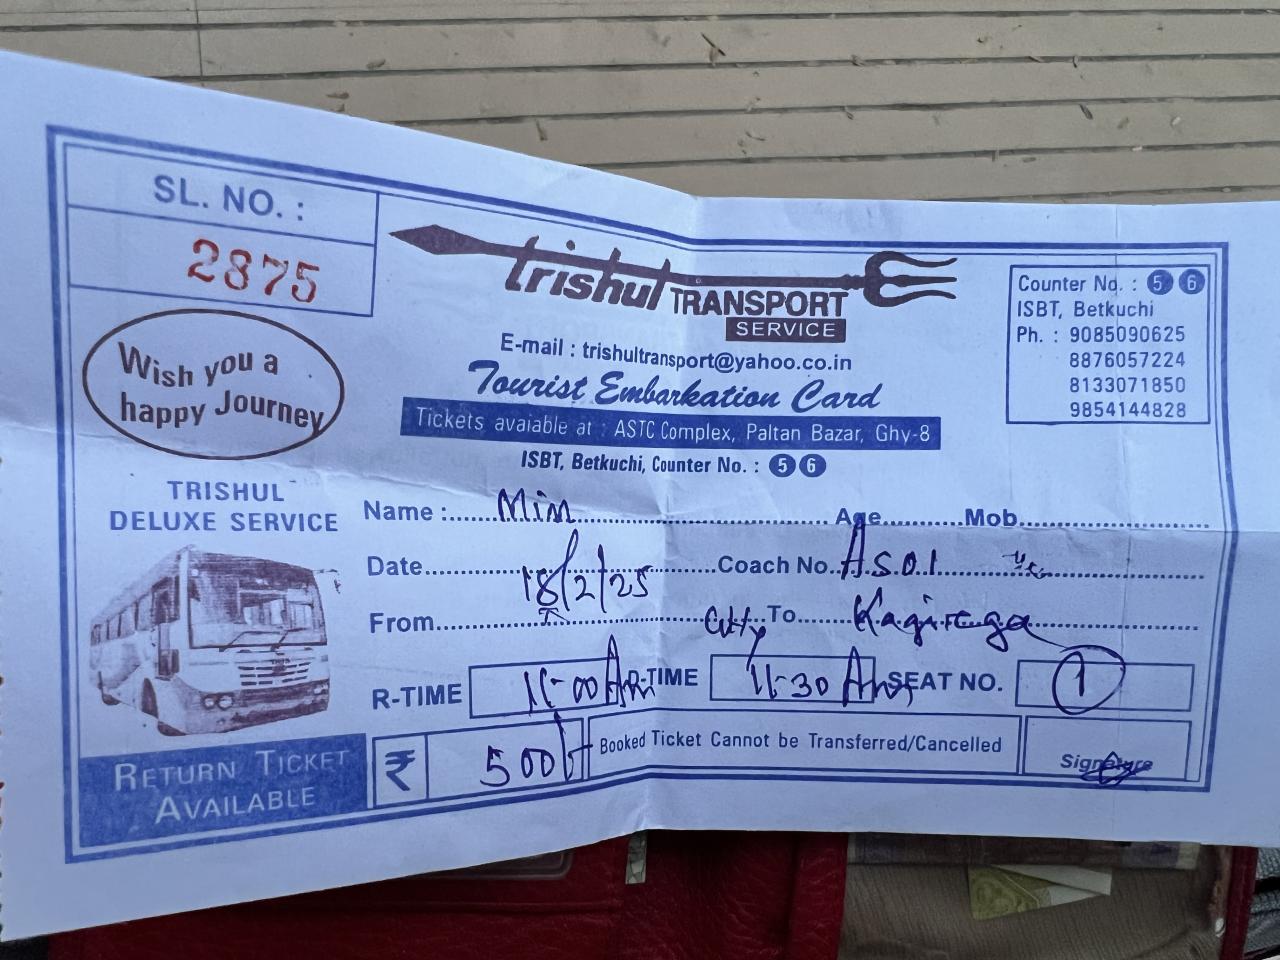 SL. NO. :
2875
trishul TRANSPORT
SERVICE
E-mail : trishultransport@yahoo.co.in
Tourist Embarkation Card
Tickets avaiable at : ASTC Complex, Paltan Bazar, Ghy-8
ISBT, Betkuchi, Counter No. : 5 6
Counter No. : 5 6
ISBT, Betkuchi
Ph. : 9085090625
8876057224
8133071850
9854144828
Wish you a
happy Journey
TRISHUL
DELUXE SERVICE
RETURN TICKET
AVAILABLE
Name : Mim Age Mob
Date 18/2/25 Coach No. AS01
From To
R-TIME 11-00 Am R-TIME 11-30 Am SEAT NO. 1
₹ 500 Booked Ticket Cannot be Transferred/Cancelled Signature